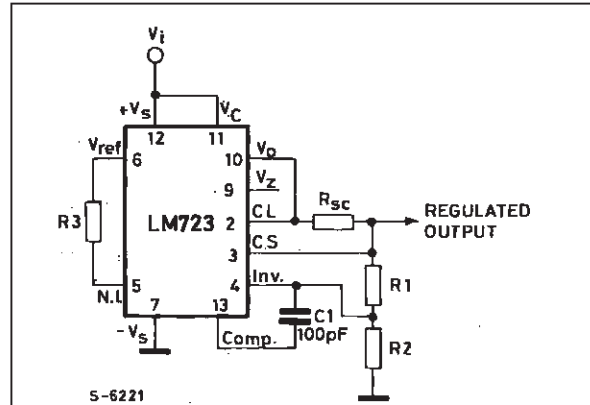 Vi
+Vs
VC
12
11
Vref
6
Vo
10
Vz
9
R3
LM723
CL
2
Rsc
REGULATED
OUTPUT
CS
3
Inv.
4
R1
5
N.I.
7
13
C1
100pF
-Vs
Comp.
R2
S-6221